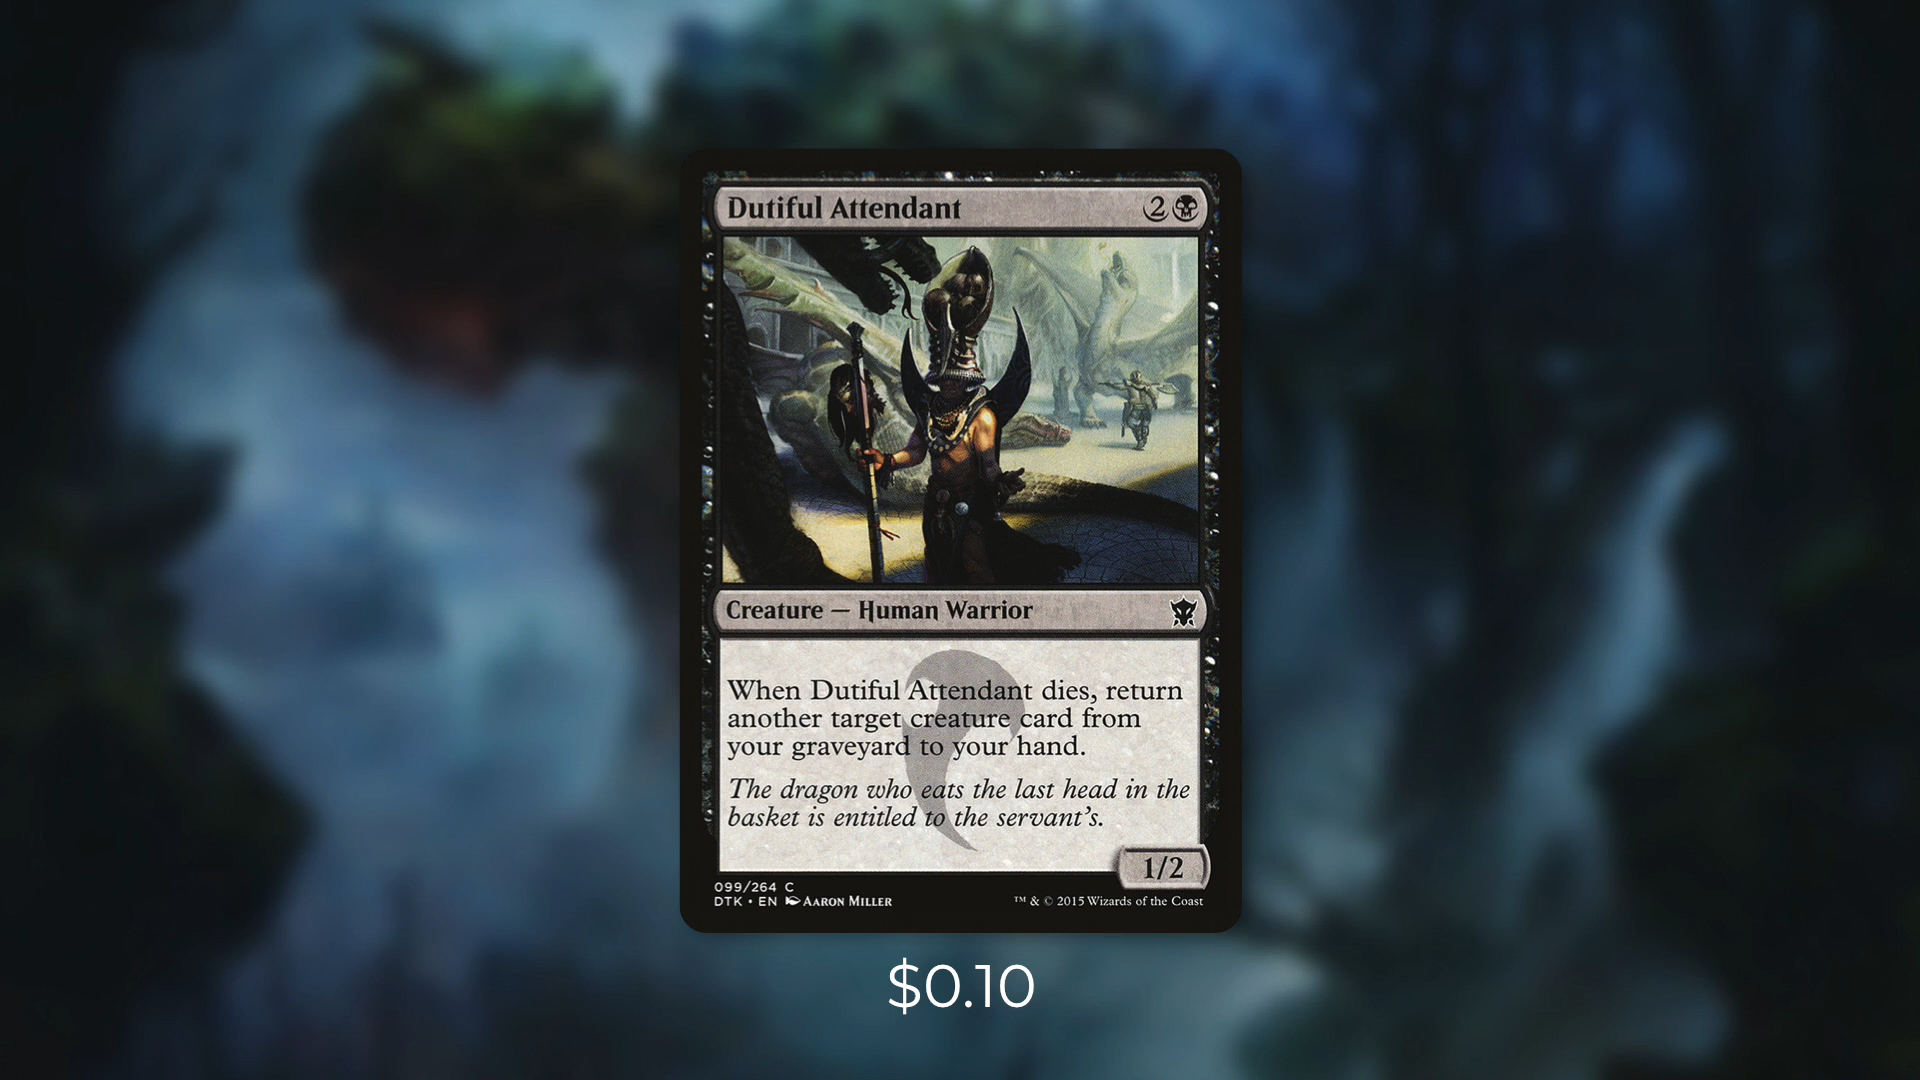 Dutiful Attendant 2
Creature — Human Warrior
When Dutiful Attendant dies, return
another target creature card from
your graveyard to your hand.
The dragon who eats the last head in the
basket is entitled to the servant's.
1/2
099/264 C
DTK • EN Aaron Miller
™ & © 2015 Wizards of the Coast
$0.10